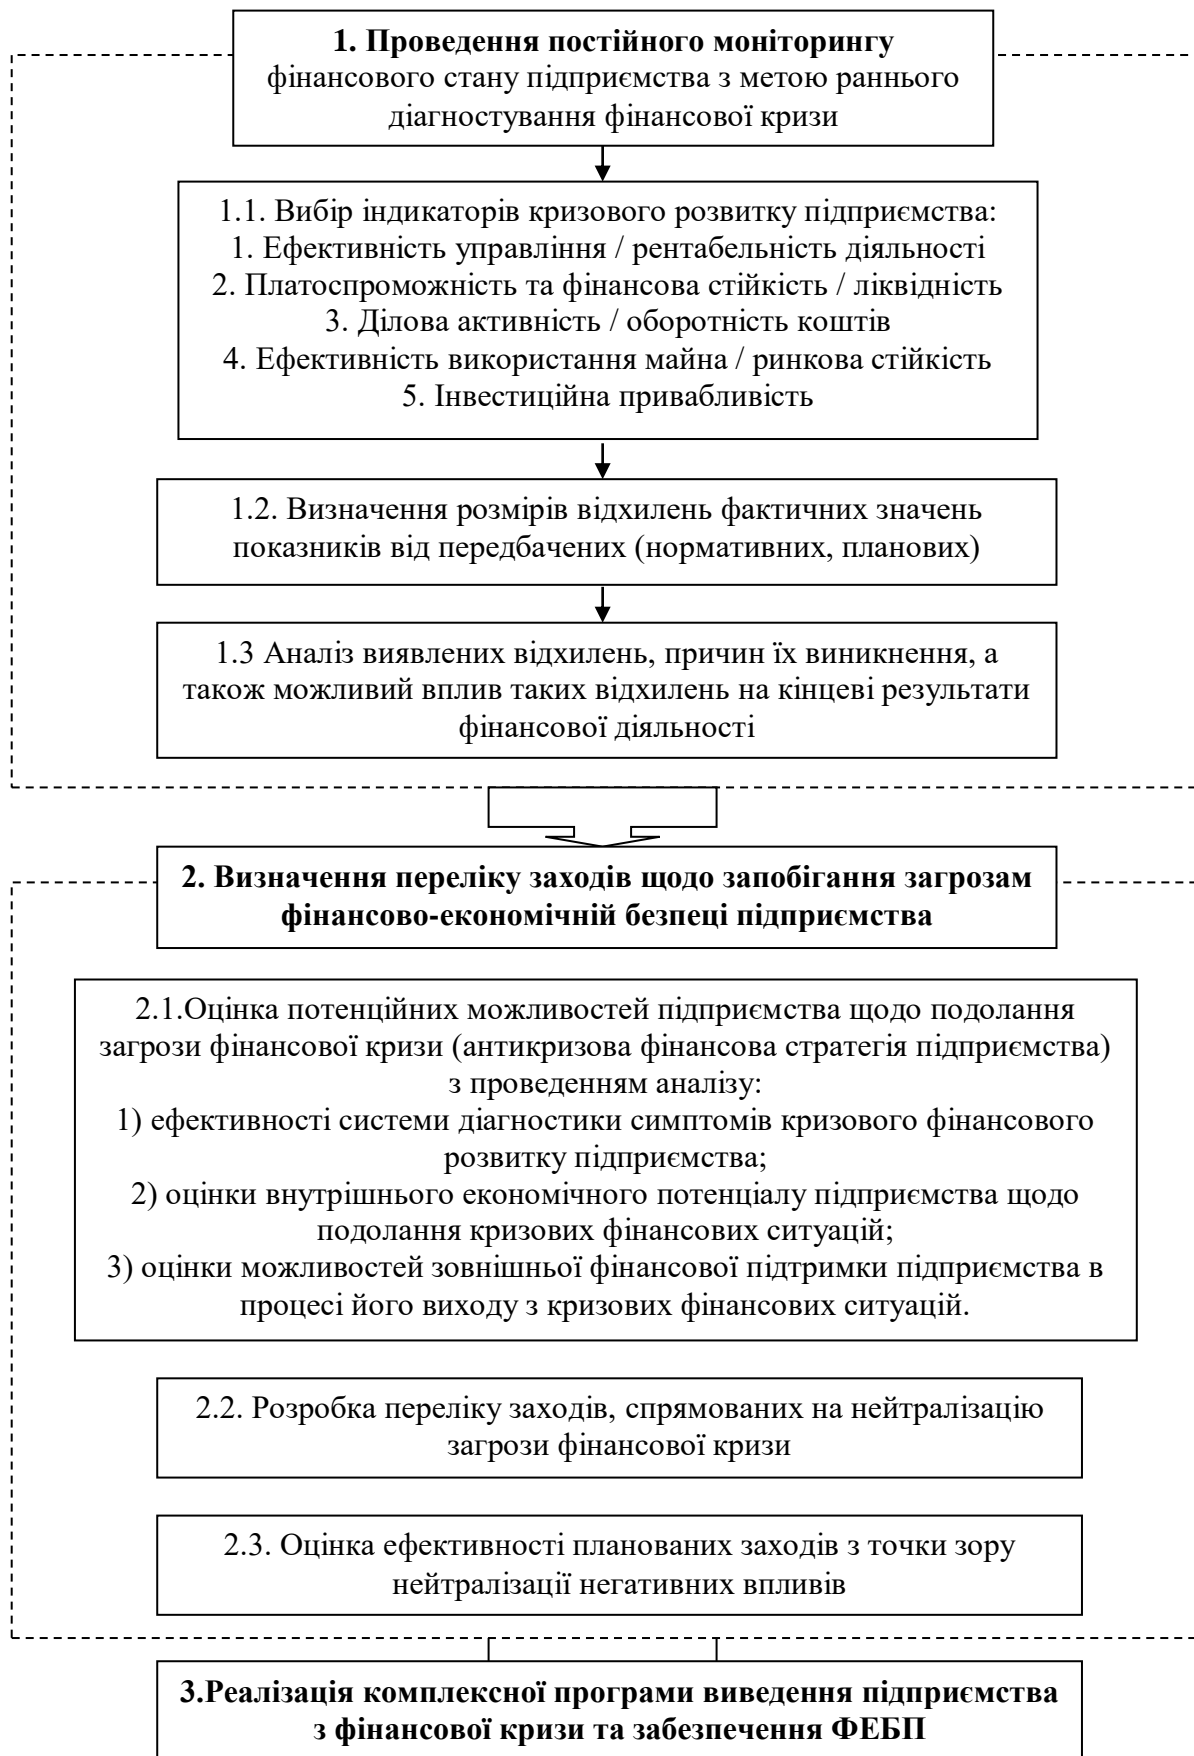 1. Проведення постійного моніторингу
фінансового стану підприємства з метою раннього
діагностування фінансової кризи
1.1. Вибір індикаторів кризового розвитку підприємства:
1. Ефективність управління / рентабельність діяльності
2. Платоспроможність та фінансова стійкість / ліквідність
3. Ділова активність / оборотність коштів
4. Ефективність використання майна / ринкова стійкість
5. Інвестиційна привабливість
1.2. Визначення розмірів відхилень фактичних значень
показників від передбачених (нормативних, планових)
1.3 Аналіз виявлених відхилень, причин їх виникнення, а
також можливий вплив таких відхилень на кінцеві результати
фінансової діяльності
2. Визначення переліку заходів щодо запобігання загрозам
фінансово-економічній безпеці підприємства
2.1.Оцінка потенційних можливостей підприємства щодо подолання
загрози фінансової кризи (антикризова фінансова стратегія підприємства)
з проведенням аналізу:
1) ефективності системи діагностики симптомів кризового фінансового
розвитку підприємства;
2) оцінки внутрішнього економічного потенціалу підприємства щодо
подолання кризових фінансових ситуацій;
3) оцінки можливостей зовнішньої фінансової підтримки підприємства в
процесі його виходу з кризових фінансових ситуацій.
2.2. Розробка переліку заходів, спрямованих на нейтралізацію
загрози фінансової кризи
2.3. Оцінка ефективності планованих заходів з точки зору
нейтралізації негативних впливів
3.Реалізація комплексної програми виведення підприємства
з фінансової кризи та забезпечення ФЕБП